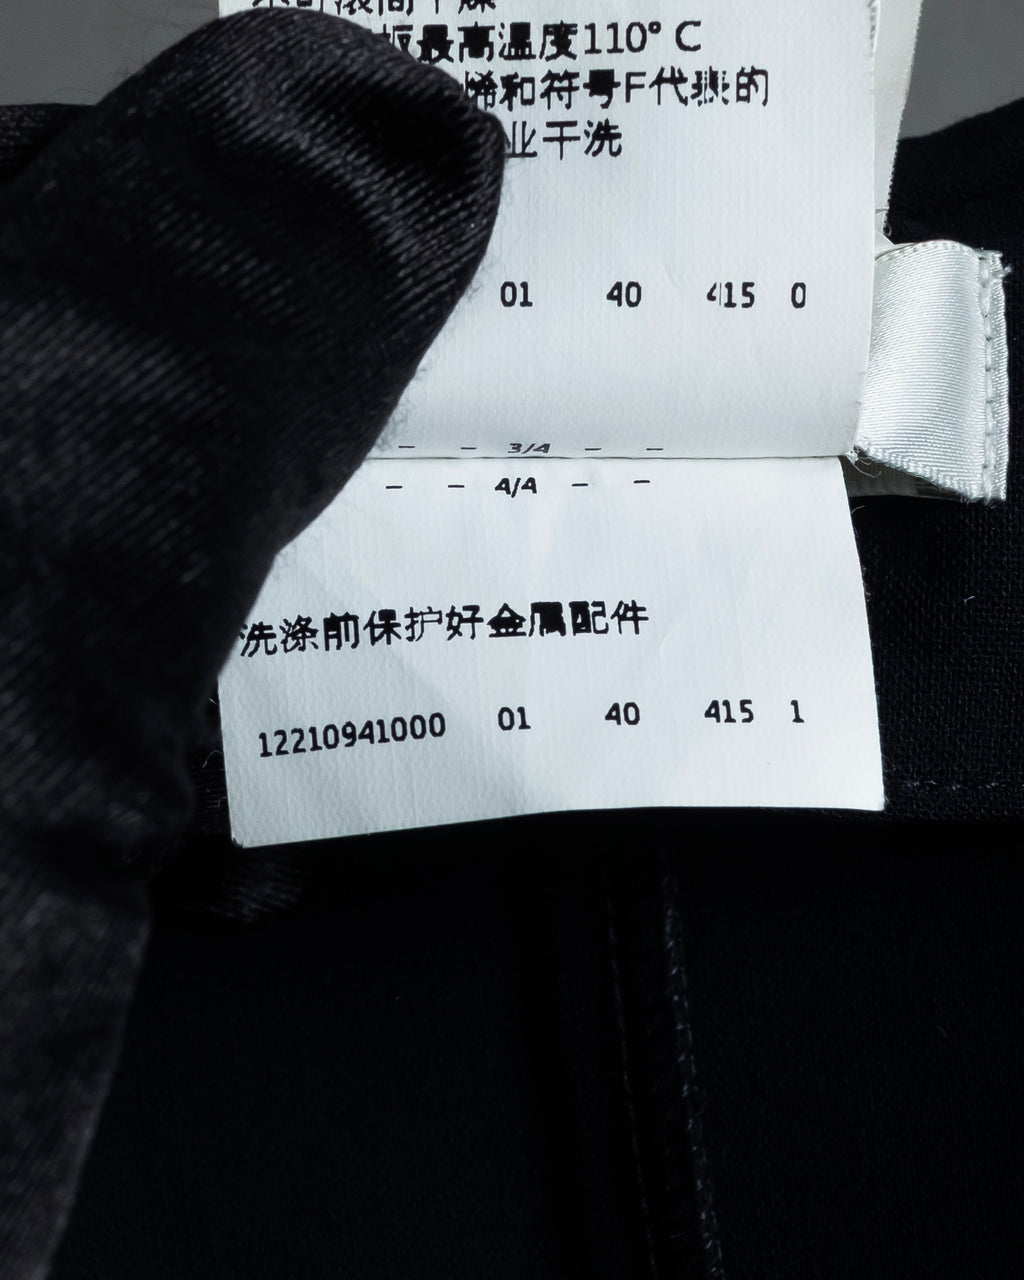 板最高温度110° C
烯和符号F代表的
业干洗
01 40 415 0
- - 3/4 - -
- - 4/4 - -
洗涤前保护好金属配件
12210941000 01 40 415 1